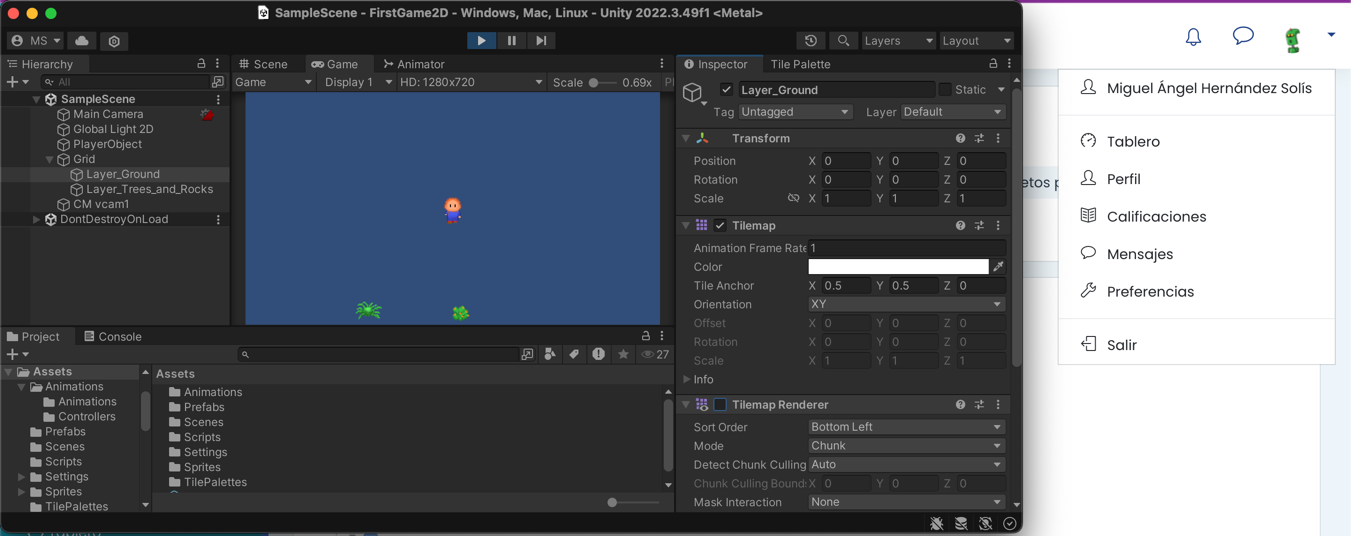 SampleScene - FirstGame2D - Windows, Mac, Linux - Unity 2022.3.49f1 <Metal>
MS
Layers
Layout
Hierarchy
All
SampleScene
Main Camera
Global Light 2D
PlayerObject
Grid
Layer_Ground
Layer_Trees_and_Rocks
CM vcam1
DontDestroyOnLoad
Scene
Game
Animator
Game
Display 1
HD: 1280x720
Scale
0.69x
Inspector
Tile Palette
Layer_Ground
Static
Tag Untagged
Layer Default
Transform
Position X 0 Y 0 Z 0
Rotation X 0 Y 0 Z 0
Scale X 1 Y 1 Z 1
Tilemap
Animation Frame Rate 1
Color
Tile Anchor X 0.5 Y 0.5 Z 0
Orientation XY
Offset X 0 Y 0 Z 0
Rotation X 0 Y 0 Z 0
Scale X 1 Y 1 Z 1
Info
Tilemap Renderer
Sort Order Bottom Left
Mode Chunk
Detect Chunk Culling Auto
Chunk Culling Bounds X 0 Y 0 Z 0
Mask Interaction None
Project
Console
27
Assets
Animations
Animations
Controllers
Prefabs
Scenes
Scripts
Settings
Sprites
TilePalettes
Assets
Animations
Prefabs
Scenes
Scripts
Settings
Sprites
TilePalettes
Miguel Ángel Hernández Solís
Tablero
Perfil
Calificaciones
Mensajes
Preferencias
Salir